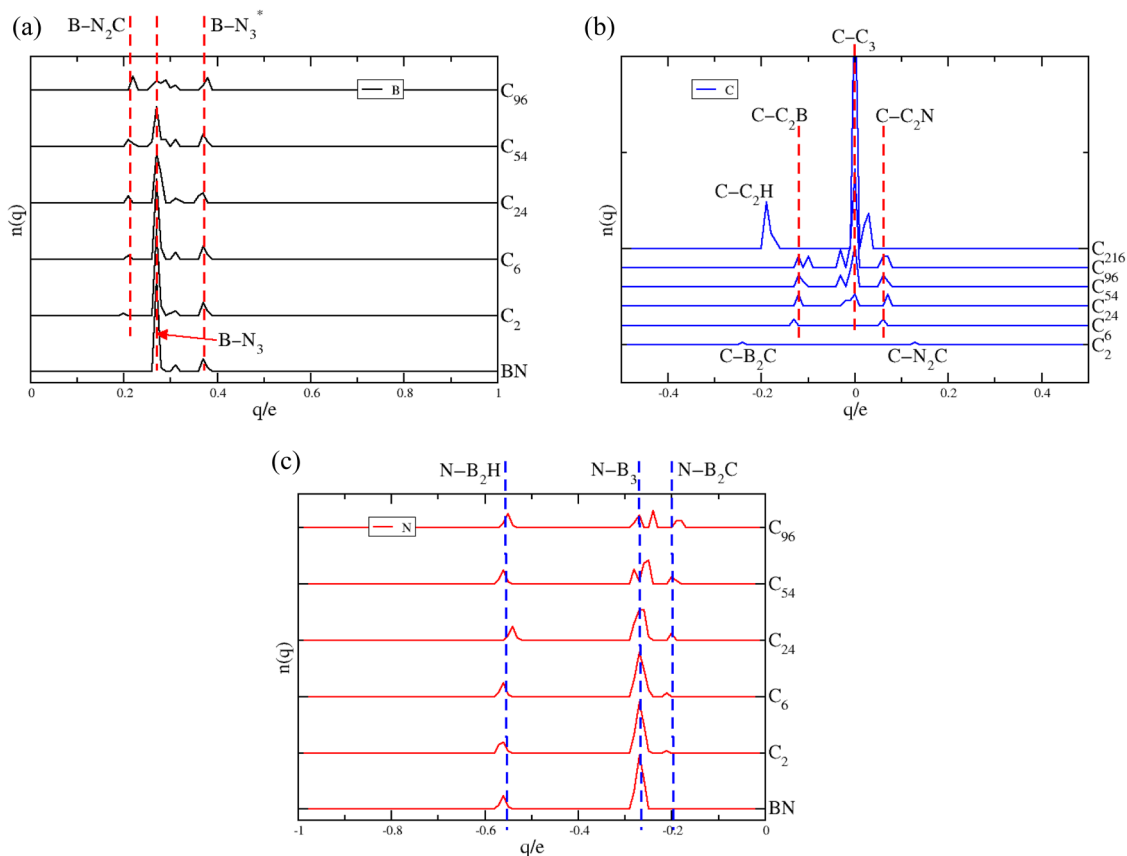 (a)
B–N₂C
B–N₃*
B
n(q)
C₉₆
C₅₄
C₂₄
C₆
C₂
BN
B–N₃
0 0.2 0.4 0.6 0.8 1
q/e
(b)
C–C₃
C
C–C₂B
C–C₂N
C–C₂H
n(q)
C₂₁₆
C₉₆
C₅₄
C₂₄
C₆
C₂
C–B₂C
C–N₂C
-0.4 -0.2 0 0.2 0.4
q/e
(c)
N–B₂H
N–B₃
N–B₂C
N
n(q)
C₉₆
C₅₄
C₂₄
C₆
C₂
BN
-1 -0.8 -0.6 -0.4 -0.2 0
q/e